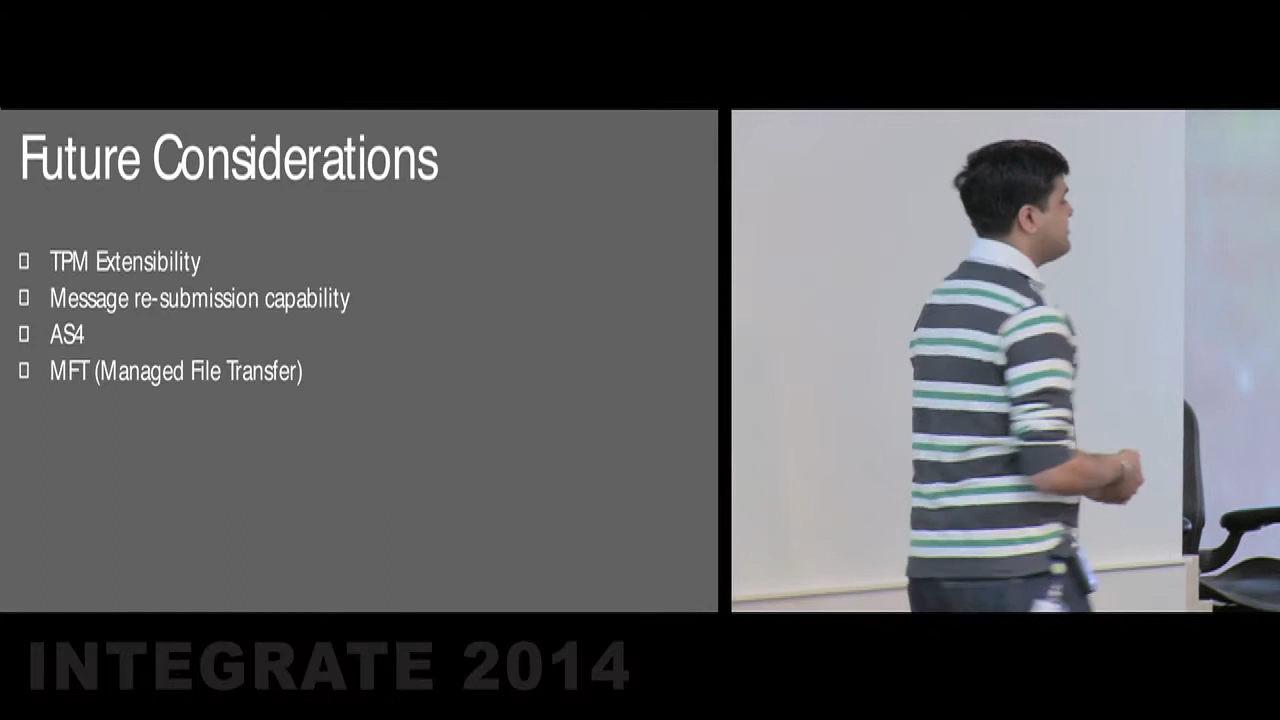 Future Considerations
TPM Extensibility
Message re-submission capability
AS4
MFT (Managed File Transfer)
INTEGRATE 2014